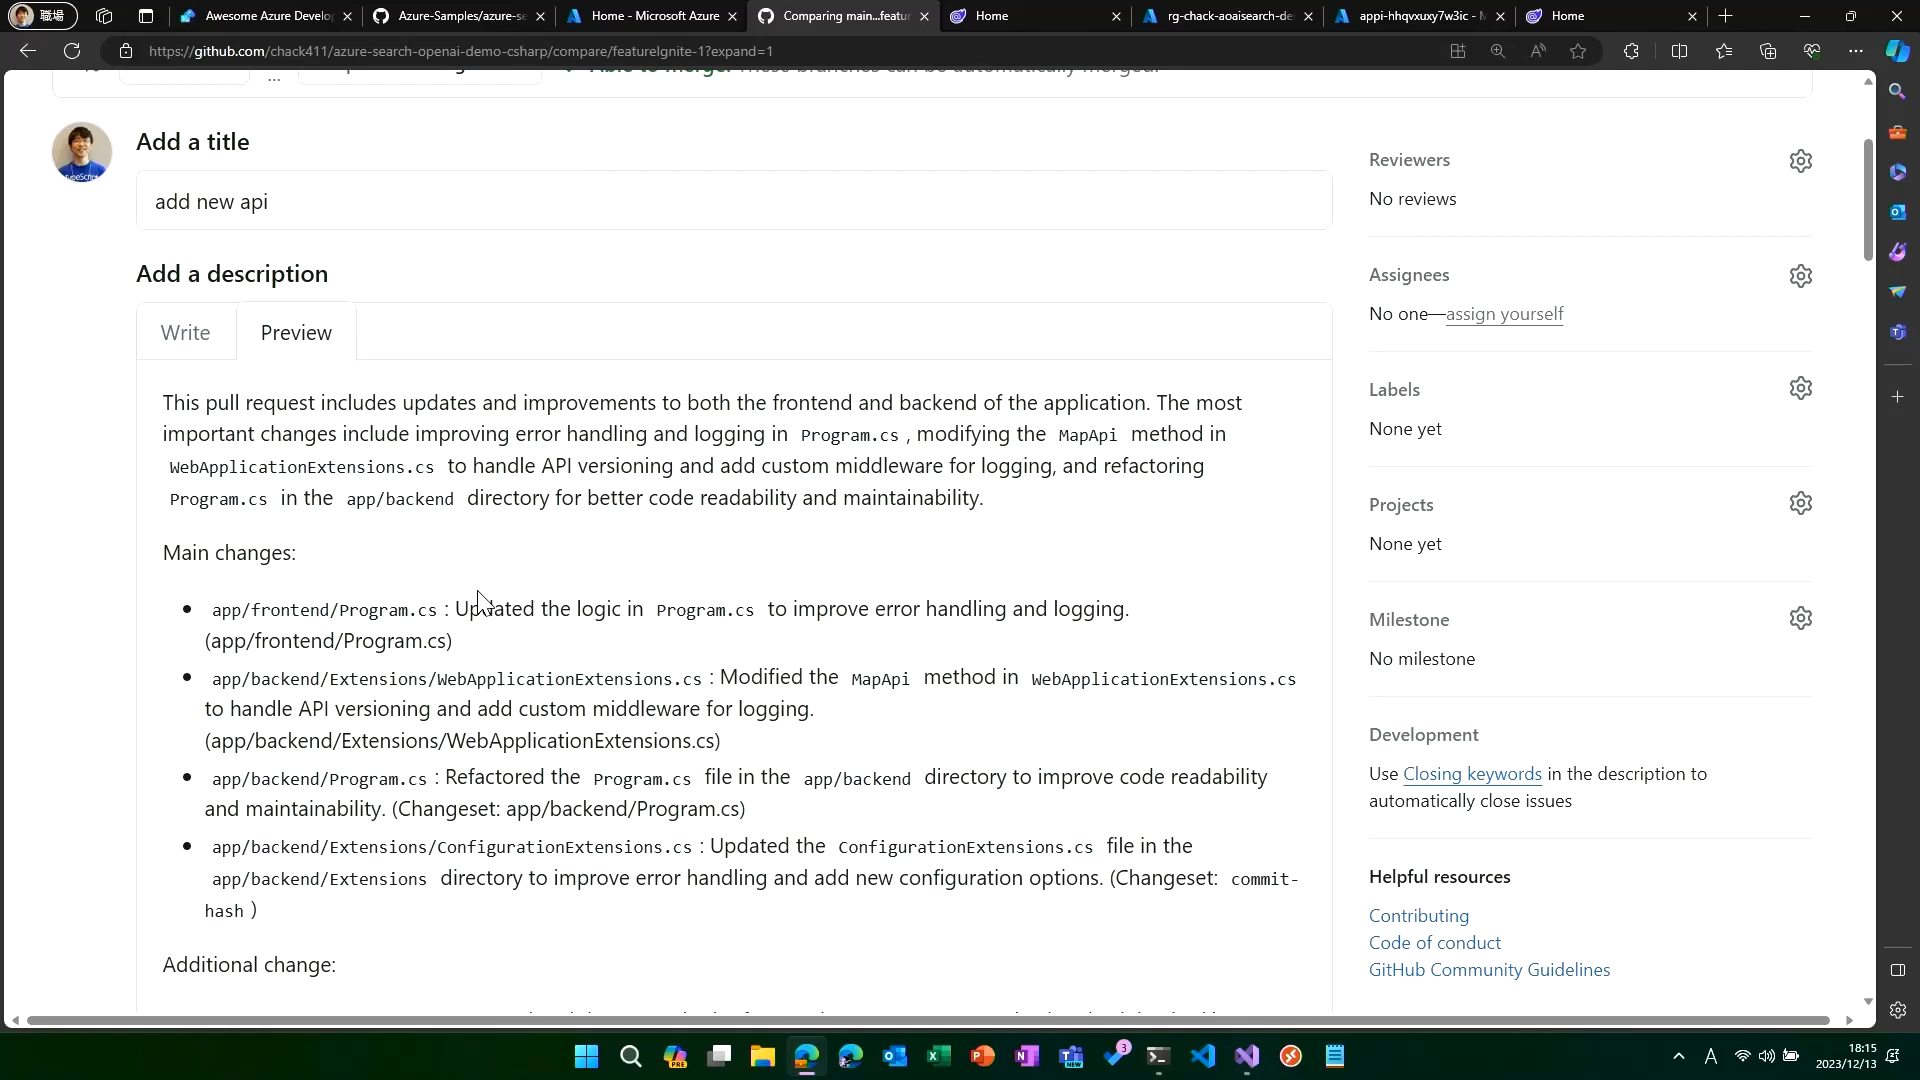 職場
Awesome Azure Develo
Azure-Samples/azure-se
Home - Microsoft Azure
Comparing main...featu
Home
rg-chack-aoaisearch-de
appi-hhqvxuxy7w3ic - M
Home
https://github.com/chack411/azure-search-openai-demo-csharp/compare/featureIgnite-1?expand=1
Able to merge. These branches can be automatically merged.
Add a title
add new api
Add a description
Write
Preview
This pull request includes updates and improvements to both the frontend and backend of the application. The most
important changes include improving error handling and logging in Program.cs , modifying the MapApi method in
WebApplicationExtensions.cs to handle API versioning and add custom middleware for logging, and refactoring
Program.cs in the app/backend directory for better code readability and maintainability.
Main changes:
app/frontend/Program.cs : Updated the logic in Program.cs to improve error handling and logging.
(app/frontend/Program.cs)
app/backend/Extensions/WebApplicationExtensions.cs : Modified the MapApi method in WebApplicationExtensions.cs
to handle API versioning and add custom middleware for logging.
(app/backend/Extensions/WebApplicationExtensions.cs)
app/backend/Program.cs : Refactored the Program.cs file in the app/backend directory to improve code readability
and maintainability. (Changeset: app/backend/Program.cs)
app/backend/Extensions/ConfigurationExtensions.cs : Updated the ConfigurationExtensions.cs file in the
app/backend/Extensions directory to improve error handling and add new configuration options. (Changeset: commit-
hash )
Additional change:
Reviewers
No reviews
Assignees
No one—assign yourself
Labels
None yet
Projects
None yet
Milestone
No milestone
Development
Use Closing keywords in the description to
automatically close issues
Helpful resources
Contributing
Code of conduct
GitHub Community Guidelines
PRE
NEW
3
A
18:15
2023/12/13